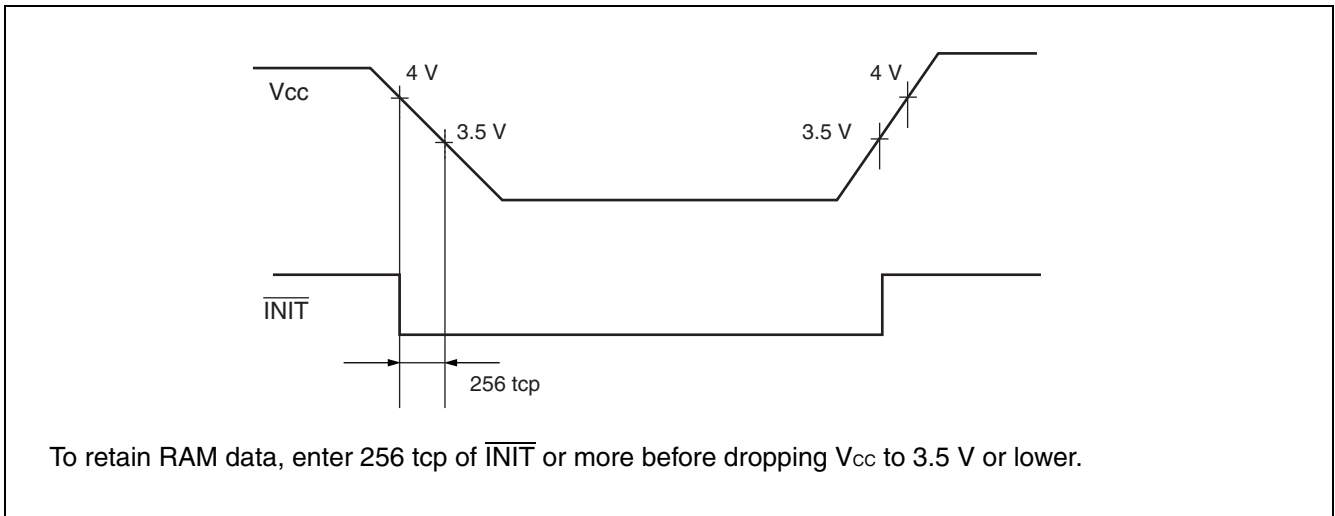 Vcc
4 V
3.5 V
4 V
3.5 V
INIT
256 tcp
To retain RAM data, enter 256 tcp of INIT or more before dropping Vcc to 3.5 V or lower.